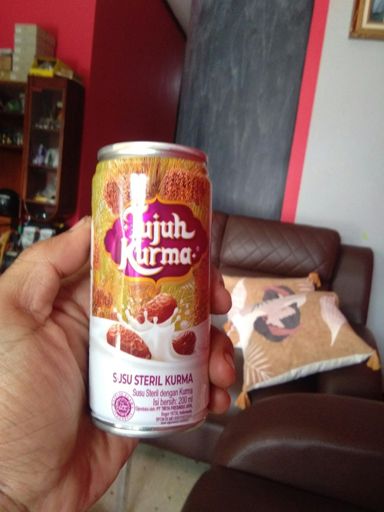 Tujuh
Kurma
SUSU STERIL KURMA
Susu Steril dengan Kurma
Isi bersih: 200 ml